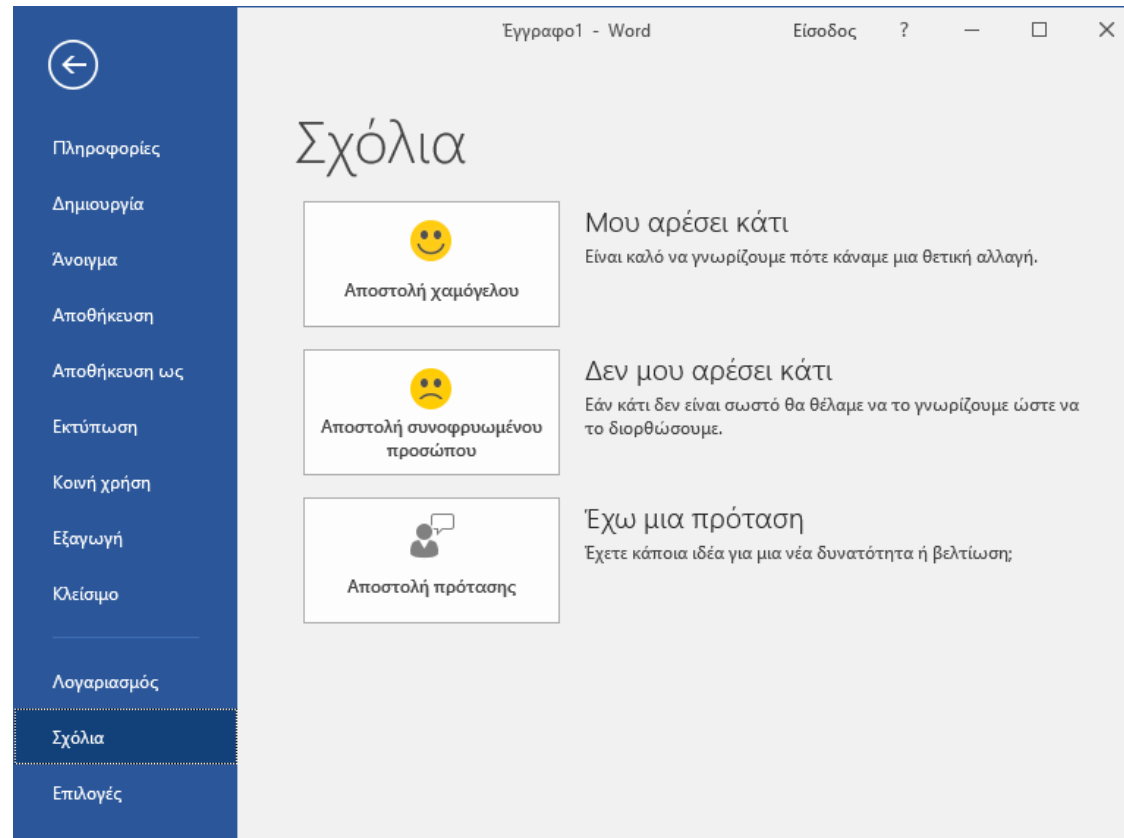 Έγγραφο1 - Word
Είσοδος
?
Πληροφορίες
Δημιουργία
Άνοιγμα
Αποθήκευση
Αποθήκευση ως
Εκτύπωση
Κοινή χρήση
Εξαγωγή
Κλείσιμο
Λογαριασμός
Σχόλια
Επιλογές
Σχόλια
Αποστολή χαμόγελου
Μου αρέσει κάτι
Είναι καλό να γνωρίζουμε πότε κάναμε μια θετική αλλαγή.
Αποστολή συνοφρυωμένου
προσώπου
Δεν μου αρέσει κάτι
Εάν κάτι δεν είναι σωστό θα θέλαμε να το γνωρίζουμε ώστε να
το διορθώσουμε.
Αποστολή πρότασης
Έχω μια πρόταση
Έχετε κάποια ιδέα για μια νέα δυνατότητα ή βελτίωση;